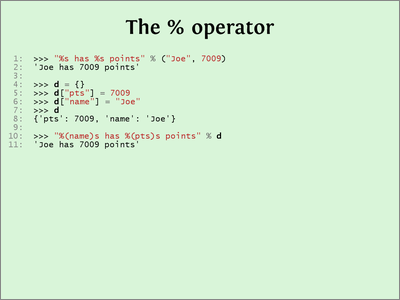 The % operator
1: >>> "%s has %s points" % ("Joe", 7009)
2: 'Joe has 7009 points'
3:
4: >>> d = {}
5: >>> d["pts"] = 7009
6: >>> d["name"] = "Joe"
7: >>> d
8: {'pts': 7009, 'name': 'Joe'}
9:
10: >>> "%(name)s has %(pts)s points" % d
11: 'Joe has 7009 points'